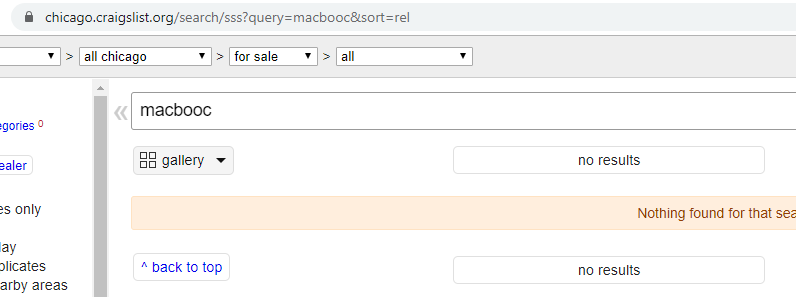 chicago.craigslist.org/search/sss?query=macbooc&sort=rel
> all chicago > for sale > all
macbooc
egories 0
gallery no results
ealer
es only
Nothing found for that sea
lay
plicates
^ back to top no results
arby areas